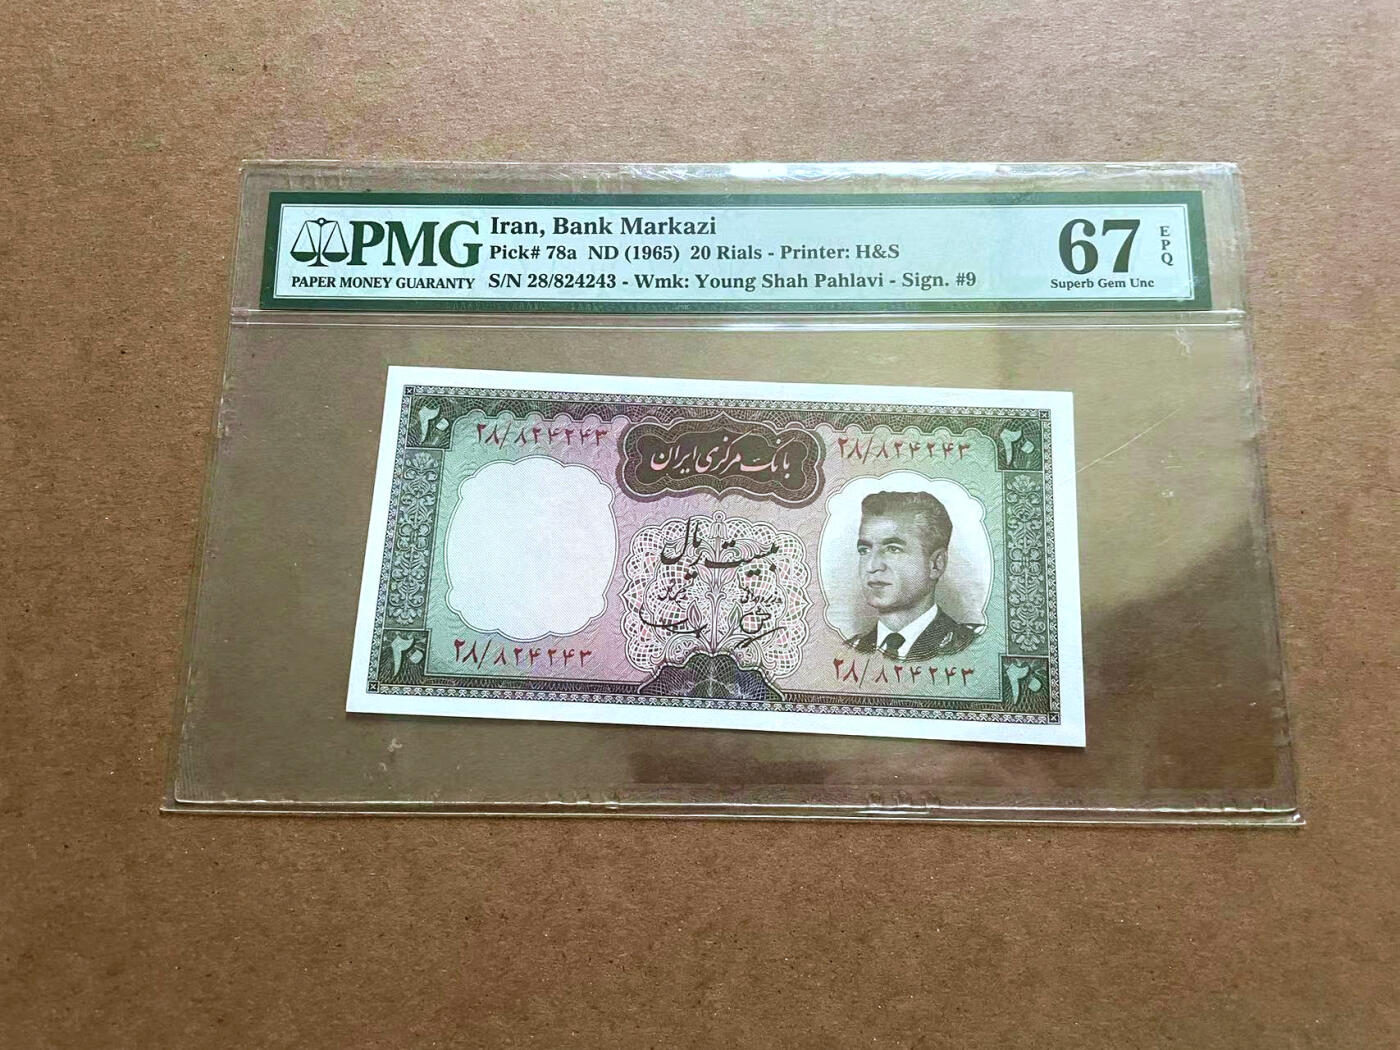 PMG
PAPER MONEY GUARANTY
Iran, Bank Markazi
Pick# 78a ND (1965) 20 Rials - Printer: H&S
S/N 28/824243 - Wmk: Young Shah Pahlavi - Sign. #9
67
EPQ
Superb Gem Unc
۲۰
۲۸/۸۲۴۲۴۳
بانک مرکزی ایران
۲۸/۸۲۴۲۴۳
۲۰
بیست ریال
۲۰
۲۸/۸۲۴۲۴۳
۲۸/۸۲۴۲۴۳
۲۰